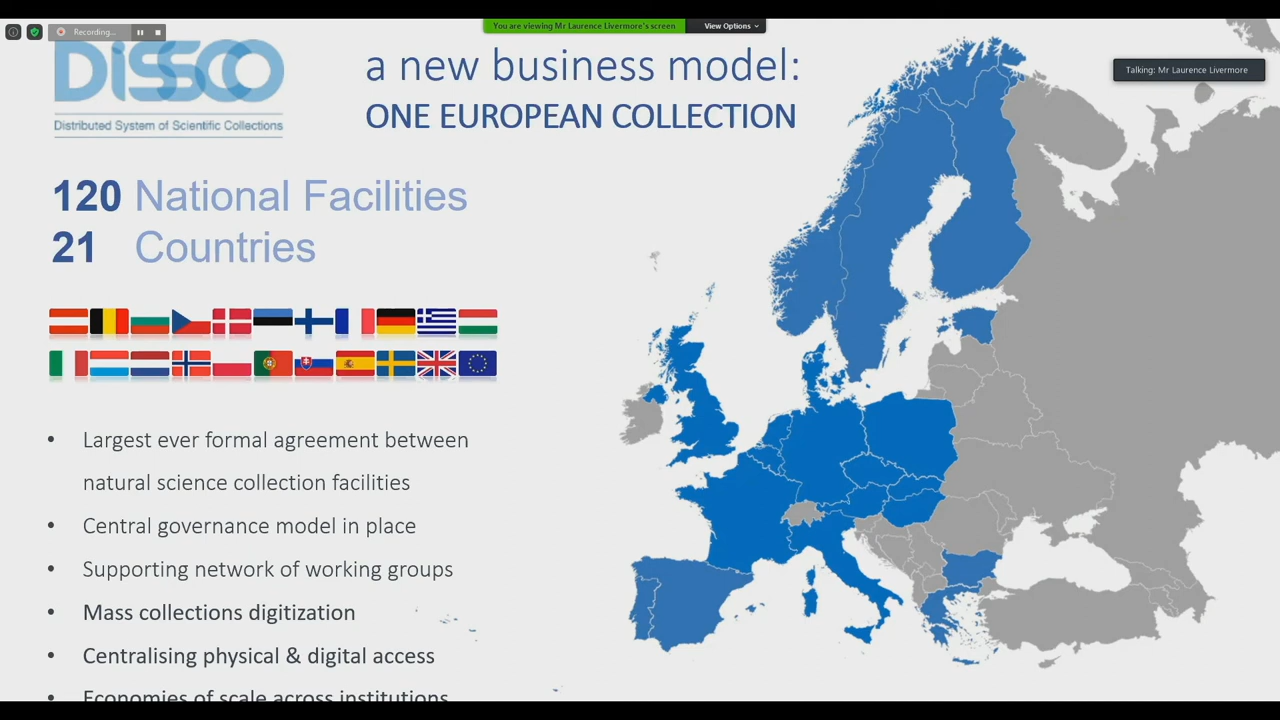 Recording...
You are viewing Mr Laurence Livermore's screen
View Options
Talking: Mr Laurence Livermore
DiSSCo
Distributed System of Scientific Collections
a new business model:
ONE EUROPEAN COLLECTION
120 National Facilities
21 Countries
• Largest ever formal agreement between
natural science collection facilities
• Central governance model in place
• Supporting network of working groups
• Mass collections digitization
• Centralising physical & digital access
• Economies of scale across institutions